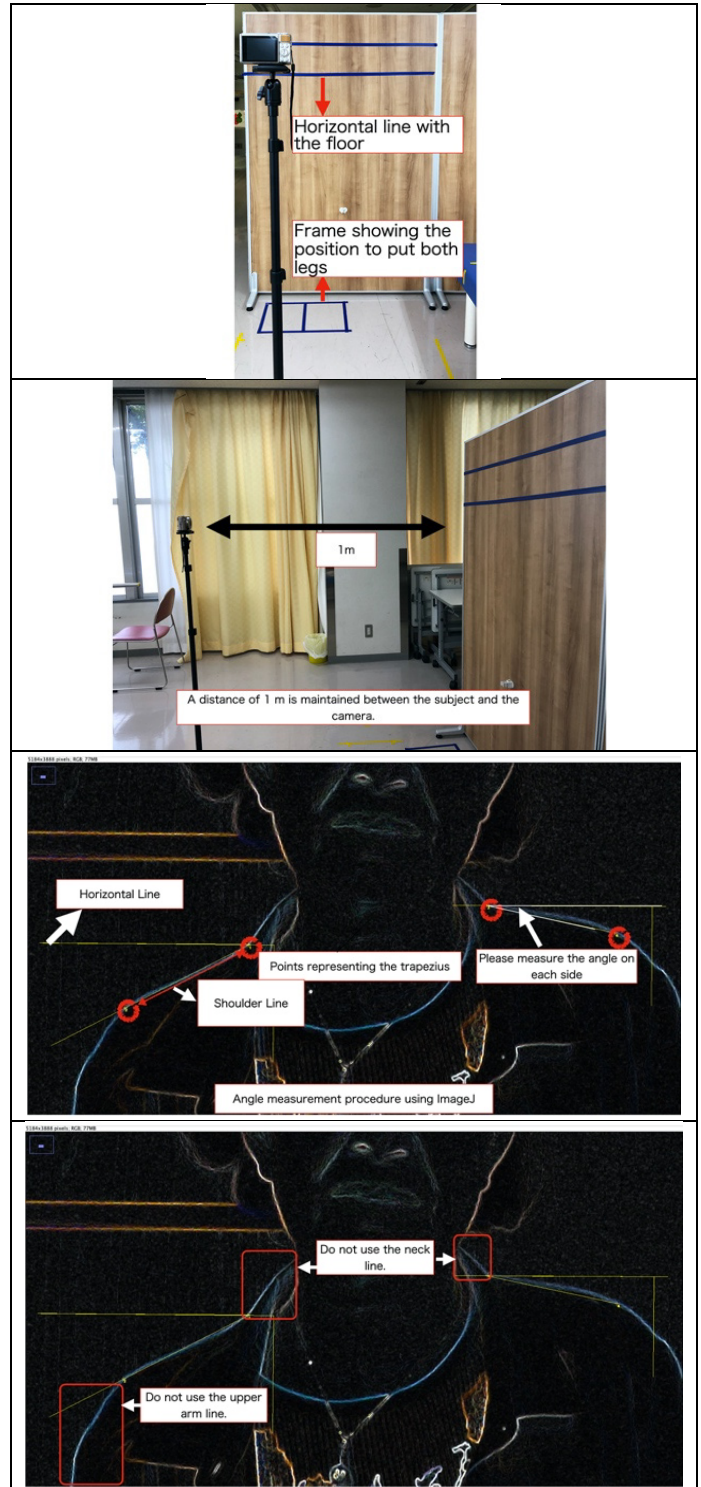 Horizontal line with
the floor
Frame showing the
position to put both
legs
1m
A distance of 1 m is maintained between the subject and the
camera.
5184x3888 pixels, RGB, 77MB
Horizontal Line
Points representing the trapezius
Please measure the angle on
each side
Shoulder Line
Angle measurement procedure using ImageJ
5184x3888 pixels, RGB, 77MB
Do not use the neck
line.
Do not use the upper
arm line.